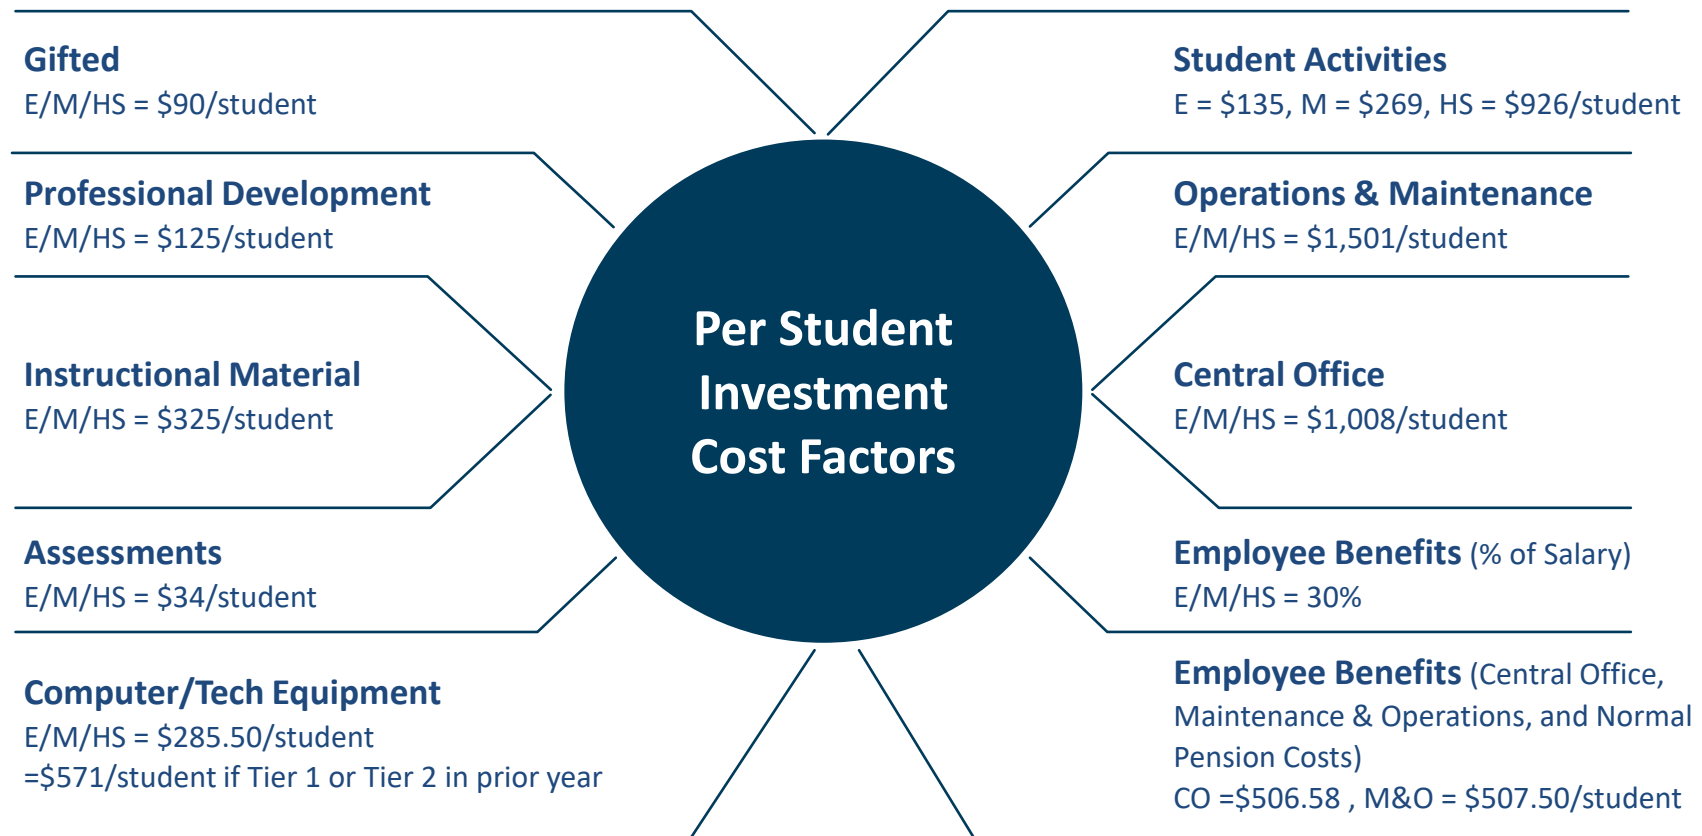 Gifted
E/M/HS = $90/student
Professional Development
E/M/HS = $125/student
Instructional Material
E/M/HS = $325/student
Assessments
E/M/HS = $34/student
Computer/Tech Equipment
E/M/HS = $285.50/student
=$571/student if Tier 1 or Tier 2 in prior year
Per Student
Investment
Cost Factors
Student Activities
E = $135, M = $269, HS = $926/student
Operations & Maintenance
E/M/HS = $1,501/student
Central Office
E/M/HS = $1,008/student
Employee Benefits (% of Salary)
E/M/HS = 30%
Employee Benefits (Central Office,
Maintenance & Operations, and Normal
Pension Costs)
CO =$506.58 , M&O = $507.50/student